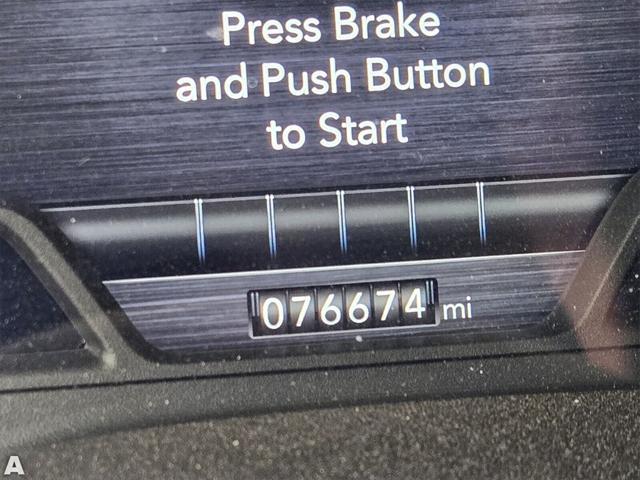 Press Brake
and Push Button
to Start
076674 mi
A